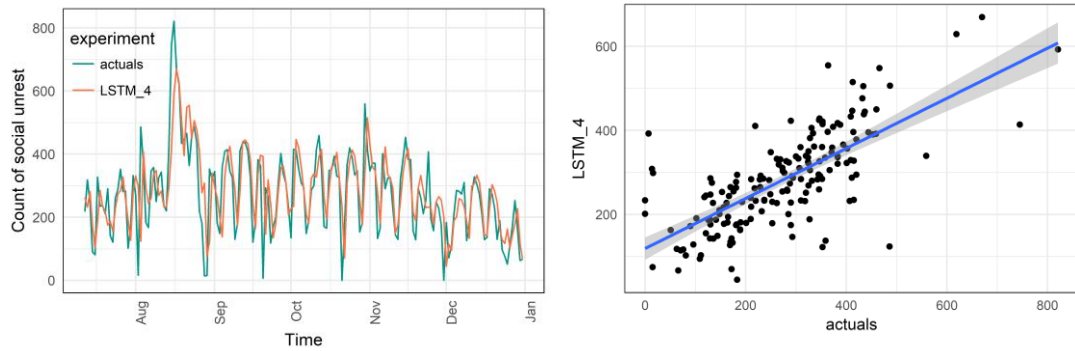 800
600
400
200
0
Count of social unrest
experiment
actuals
LSTM_4
Aug
Sep
Oct
Nov
Dec
Jan
Time
600
400
200
LSTM_4
0
200
400
600
800
actuals